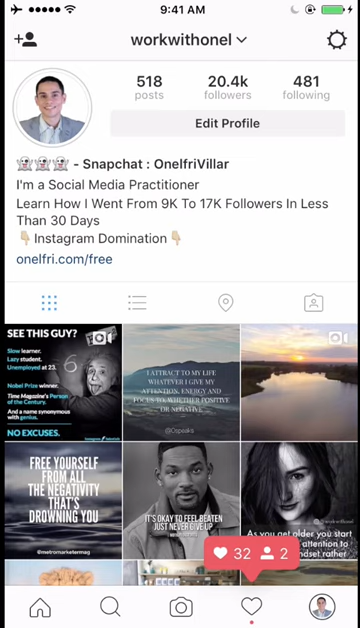 9:41 AM
workwithonel
518
20.4k
481
posts
followers
following
Edit Profile
- Snapchat : OnelfriVillar
I'm a Social Media Practitioner
Learn How I Went From 9K To 17K Followers In Less
Than 30 Days
Instagram Domination
onelfri.com/free
SEE THIS GUY?
Slow learner.
Lazy student.
Unemployed at 23.
Nobel Prize winner.
Time Magazine's Person
of the Century.
And a name synonymous
with genius.
NO EXCUSES.
I ATTRACT TO MY LIFE
WHATEVER I GIVE MY
ATTENTION, ENERGY AND
FOCUS TO, WHETHER POSITIVE
OR NEGATIVE
@Ospeaks
FREE YOURSELF
FROM ALL
THE NEGATIVITY
THAT'S
DROWNING YOU
@metromarketermag
IT'S OKAY TO FEEL BEATEN
JUST NEVER GIVE UP
As you get older you start
attention to
ndset rather
32
2